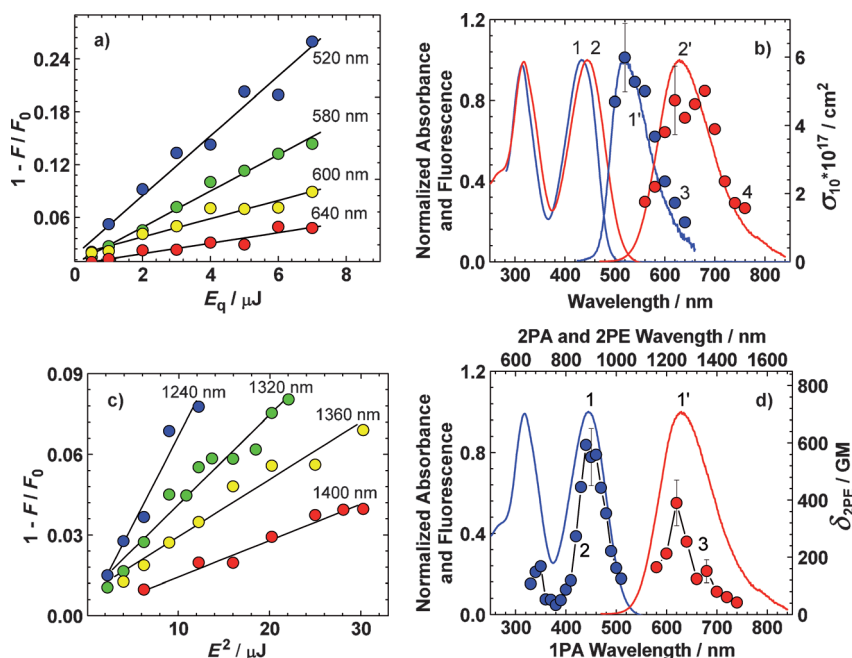 a)
520 nm
580 nm
600 nm
640 nm
0.24
0.18
0.12
0.06
1 - F / F0
0 2 4 6 8
Eq / μJ
b)
1 2 1' 2' 3 4
1.2
0.8
0.4
0.0
Normalized Absorbance
and Fluorescence
6
4
2
0
σ10*10^17 / cm^2
300 400 500 600 700 800
Wavelength / nm
c)
1240 nm
1320 nm
1360 nm
1400 nm
0.09
0.06
0.03
0.00
1 - F / F0
10 20 30
E^2 / μJ
2PA and 2PE Wavength / nm
600 800 1000 1200 1400 1600
d)
1 1' 2 3
1.2
0.8
0.4
0.0
Normalized Absorbance
and Fluorescence
800
600
400
200
0
δ2PE / GM
300 400 500 600 700 800
1PA Wavelength / nm